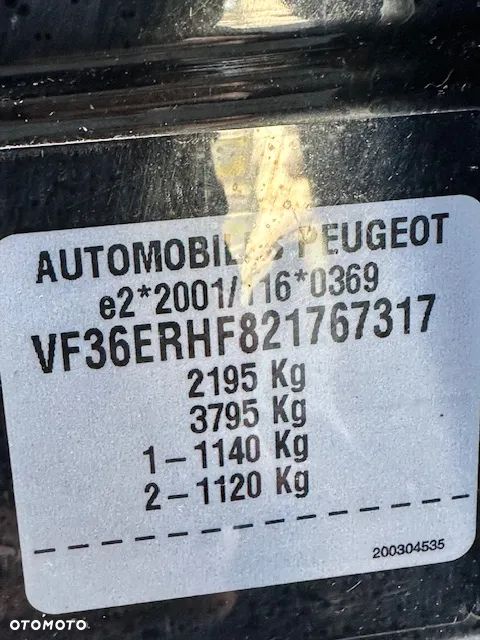 AUTOMOBILES PEUGEOT
e2*2001/116*0369
VF36ERHF821767317
2195 Kg
3795 Kg
1-1140 Kg
2-1120 Kg
200304535
OTOMOTO